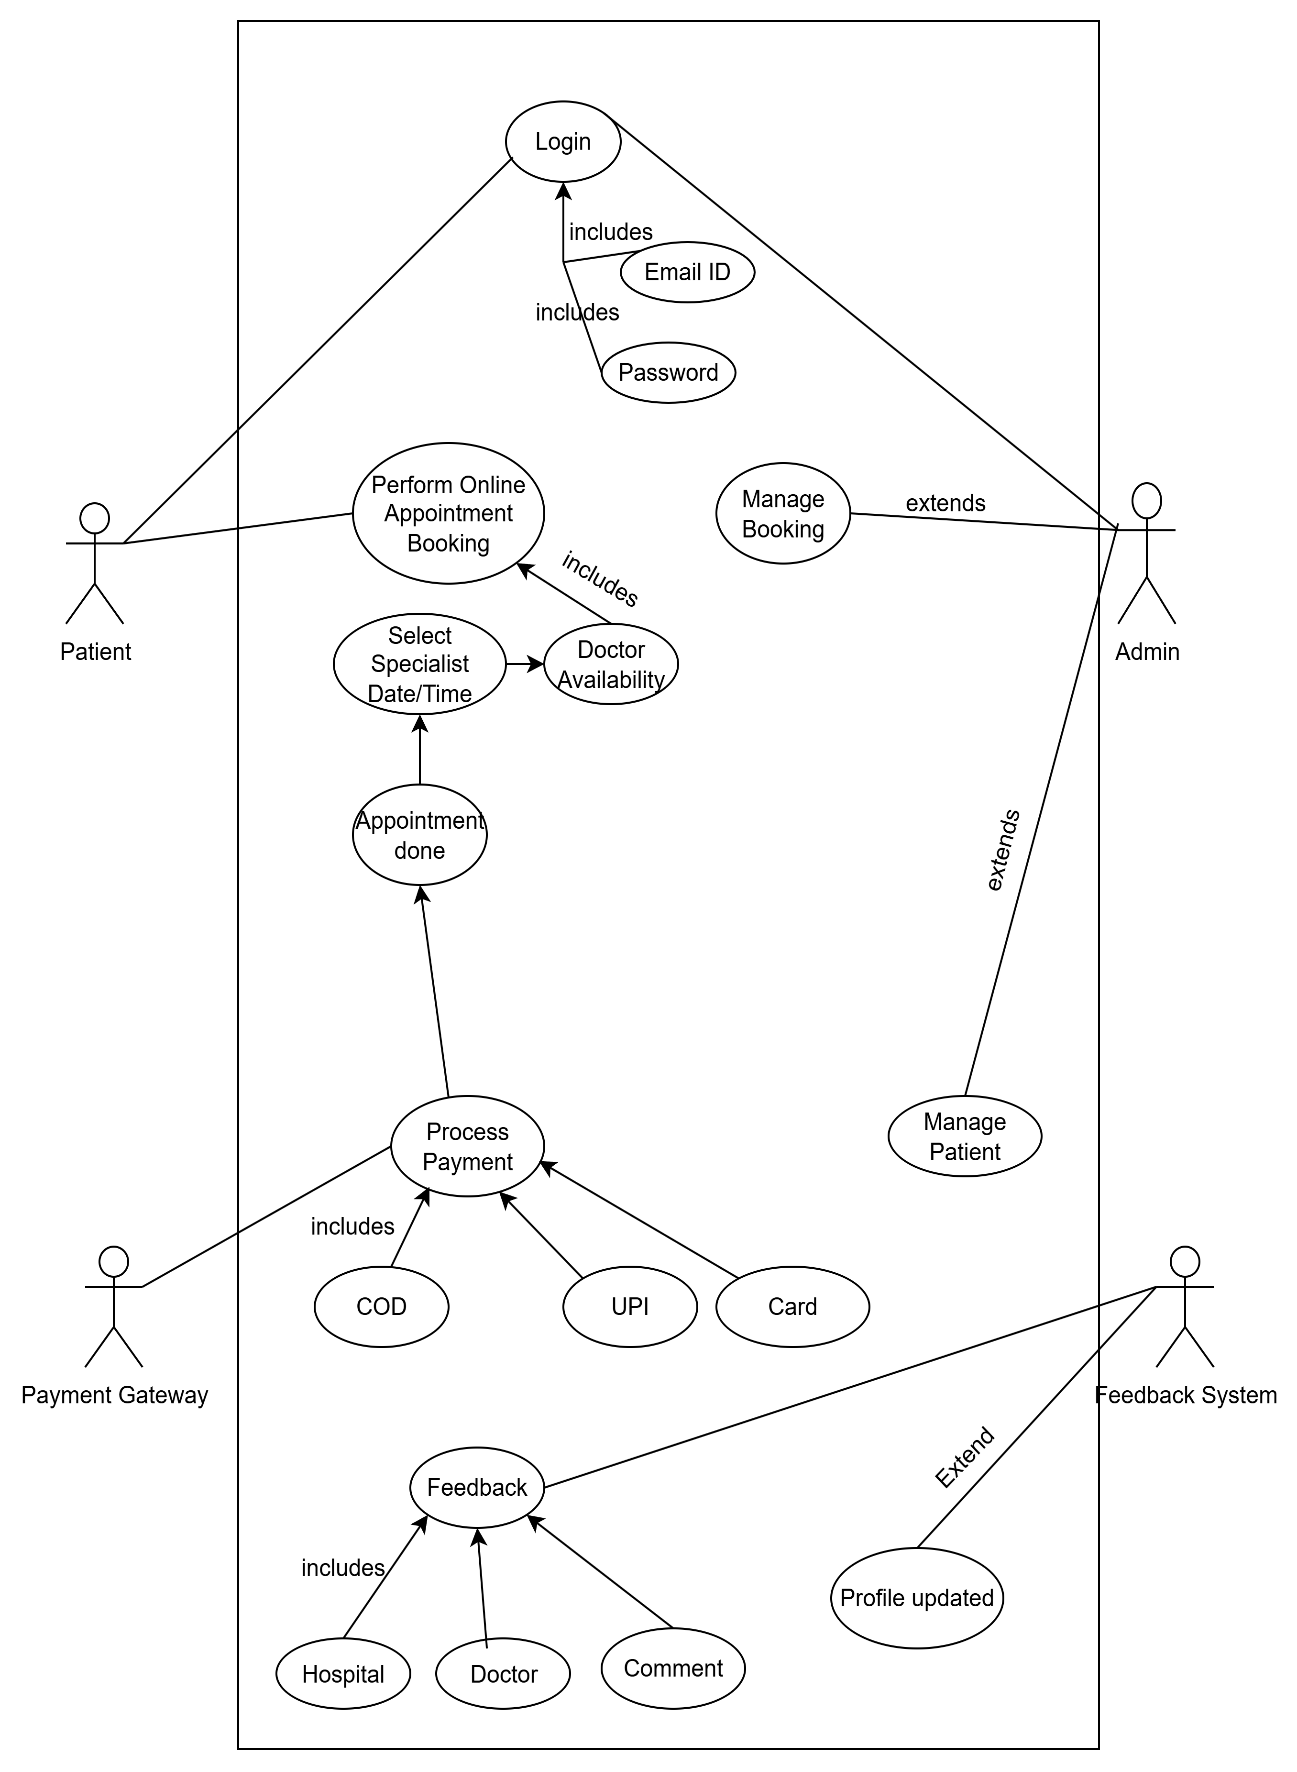 Login
includes
Email ID
includes
Password
Perform Online
Appointment
Booking
Manage
Booking
extends
includes
Patient
Admin
Select
Specialist
Date/Time
Doctor
Availability
Appointment
done
extends
Process
Payment
Manage
Patient
includes
COD
UPI
Card
Payment Gateway
Feedback System
Extend
Feedback
includes
Profile updated
Hospital
Doctor
Comment